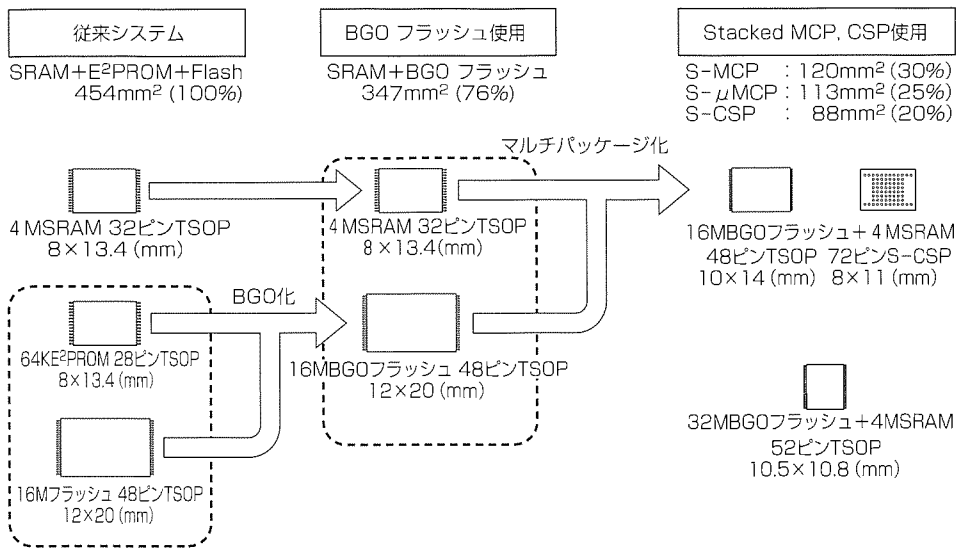 従来システム
SRAM+E²PROM+Flash
454mm² (100%)
BGO フラッシュ使用
SRAM+BGO フラッシュ
347mm² (76%)
Stacked MCP, CSP使用
S-MCP : 120mm² (30%)
S-μMCP : 113mm² (25%)
S-CSP : 88mm² (20%)
マルチパッケージ化
4MSRAM 32ピンTSOP
8×13.4 (mm)
4MSRAM 32ピンTSOP
8×13.4(mm)
16MBGOフラッシュ+4MSRAM
48ピンTSOP 72ピンS-CSP
10×14 (mm) 8×11 (mm)
BGO化
64KE²PROM 28ピンTSOP
8×13.4 (mm)
16MBGOフラッシュ 48ピンTSOP
12×20 (mm)
16Mフラッシュ 48ピンTSOP
12×20 (mm)
32MBGOフラッシュ+4MSRAM
52ピンTSOP
10.5×10.8 (mm)